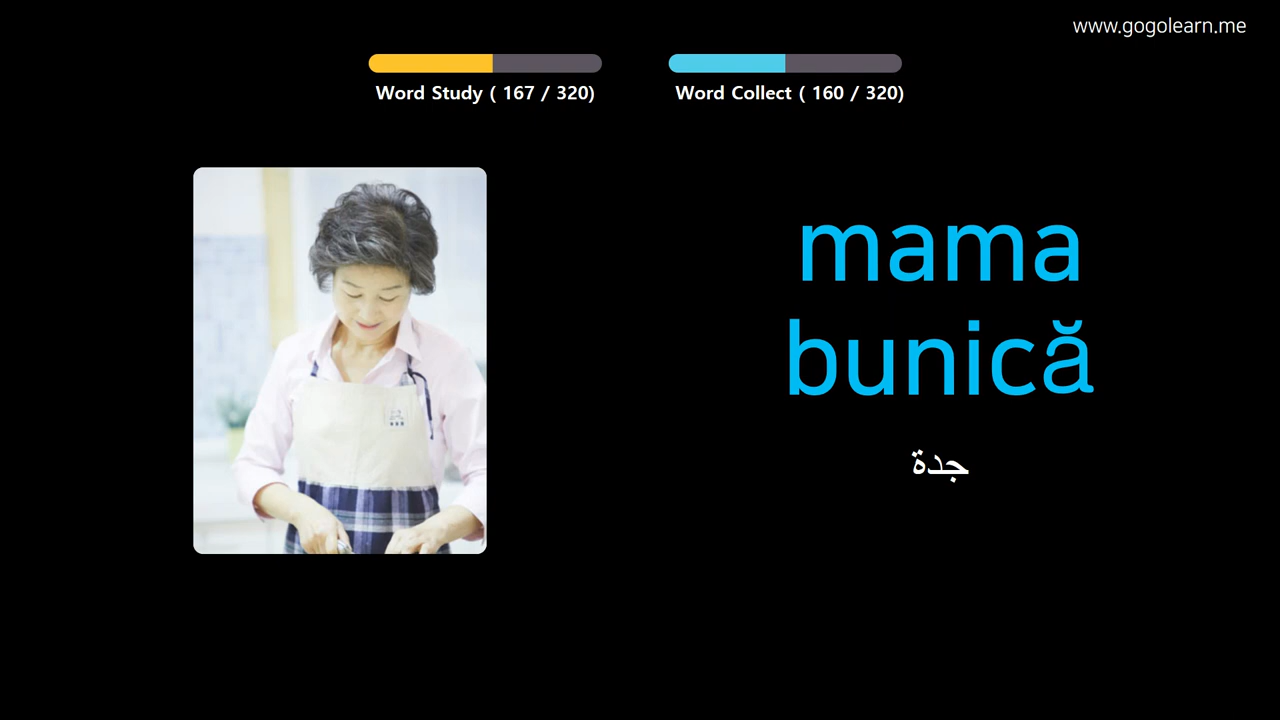 www.gogolearn.me
Word Study ( 167 / 320)
Word Collect ( 160 / 320)
mama
bunică
جدة